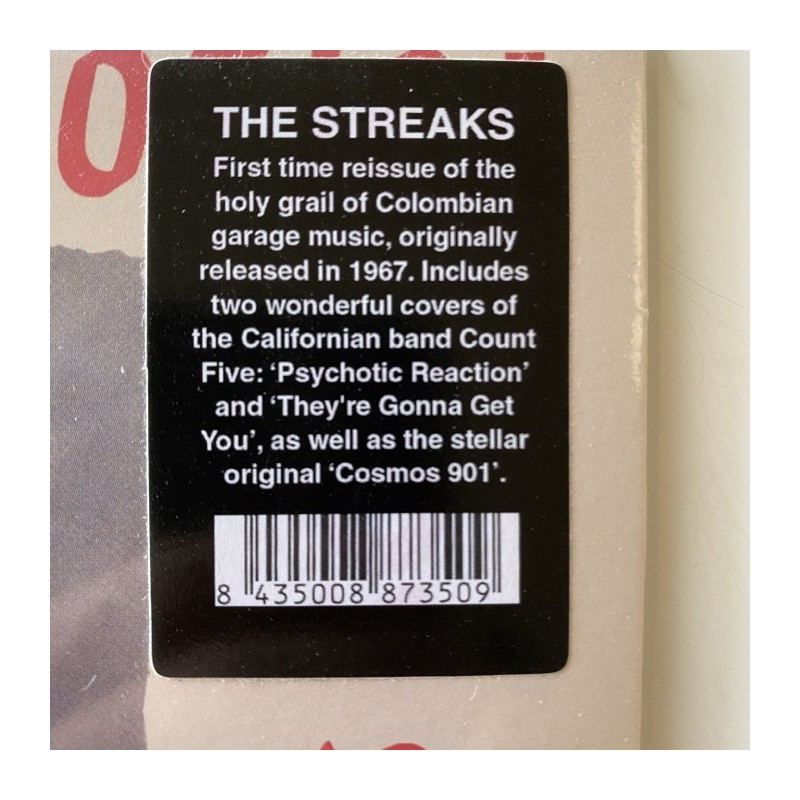 THE STREAKS
First time reissue of the
holy grail of Colombian
garage music, originally
released in 1967. Includes
two wonderful covers of
the Californian band Count
Five: ‘Psychotic Reaction’
and ‘They're Gonna Get
You’, as well as the stellar
original ‘Cosmos 901’.
8 435008 873509